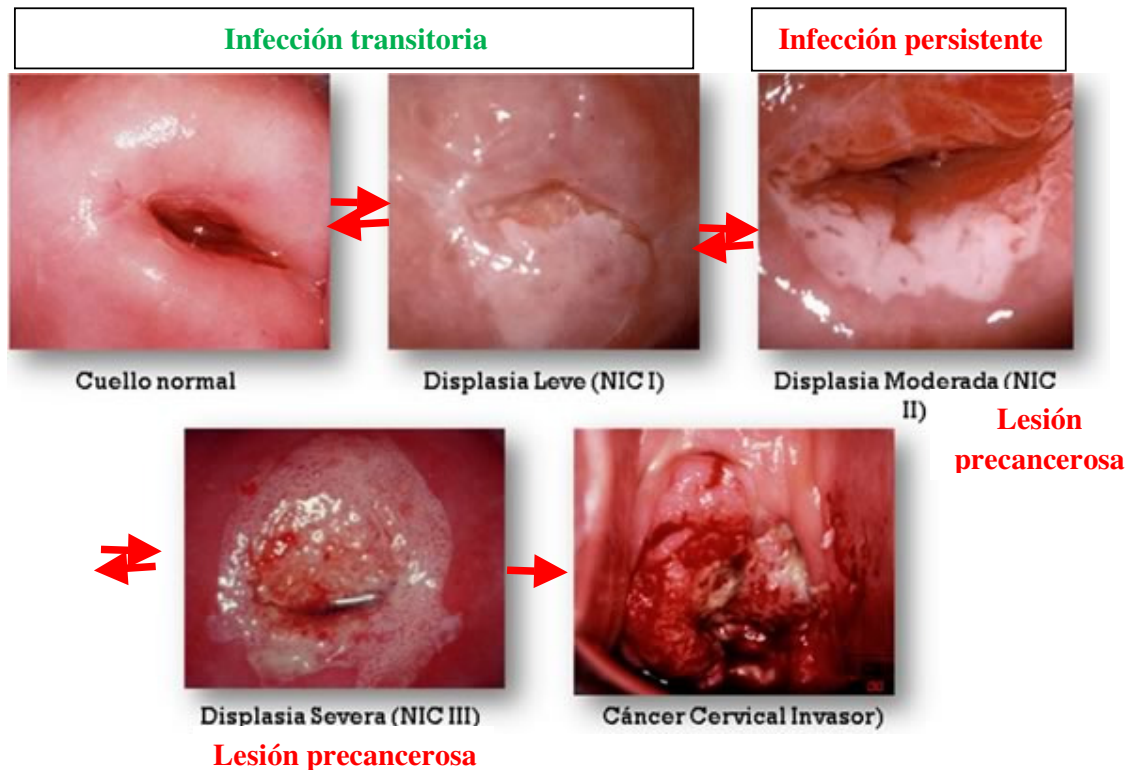 Infección transitoria
Infección persistente
Cuello normal
Displasia Leve (NIC I)
Displasia Moderada (NIC
II)
Lesión
precancerosa
Displasia Severa (NIC III)
Cáncer Cervical Invasor)
Lesión precancerosa